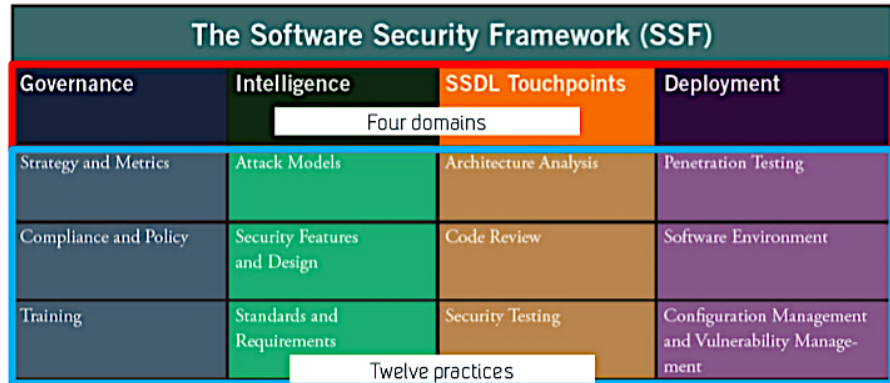 The Software Security Framework (SSF)
Governance
Intelligence
SSDL Touchpoints
Deployment
Four domains
Strategy and Metrics
Attack Models
Architecture Analysis
Penetration Testing
Compliance and Policy
Security Features
and Design
Code Review
Software Environment
Training
Standards and
Requirements
Security Testing
Configuration Management
and Vulnerability Manage-
ment
Twelve practices